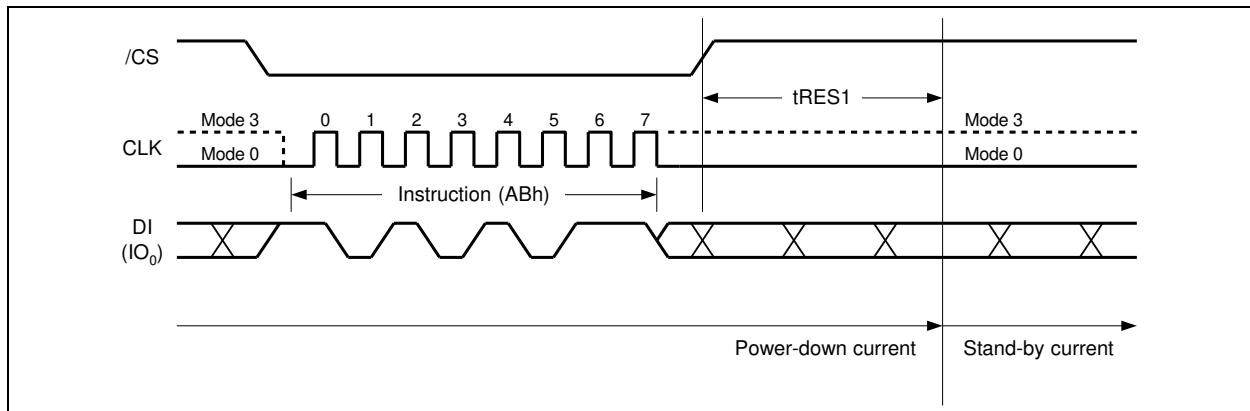 /CS
tRES1
Mode 3 0 1 2 3 4 5 6 7 Mode 3
CLK
Mode 0 Mode 0
Instruction (ABh)
DI
(IO0)
Power-down current Stand-by current